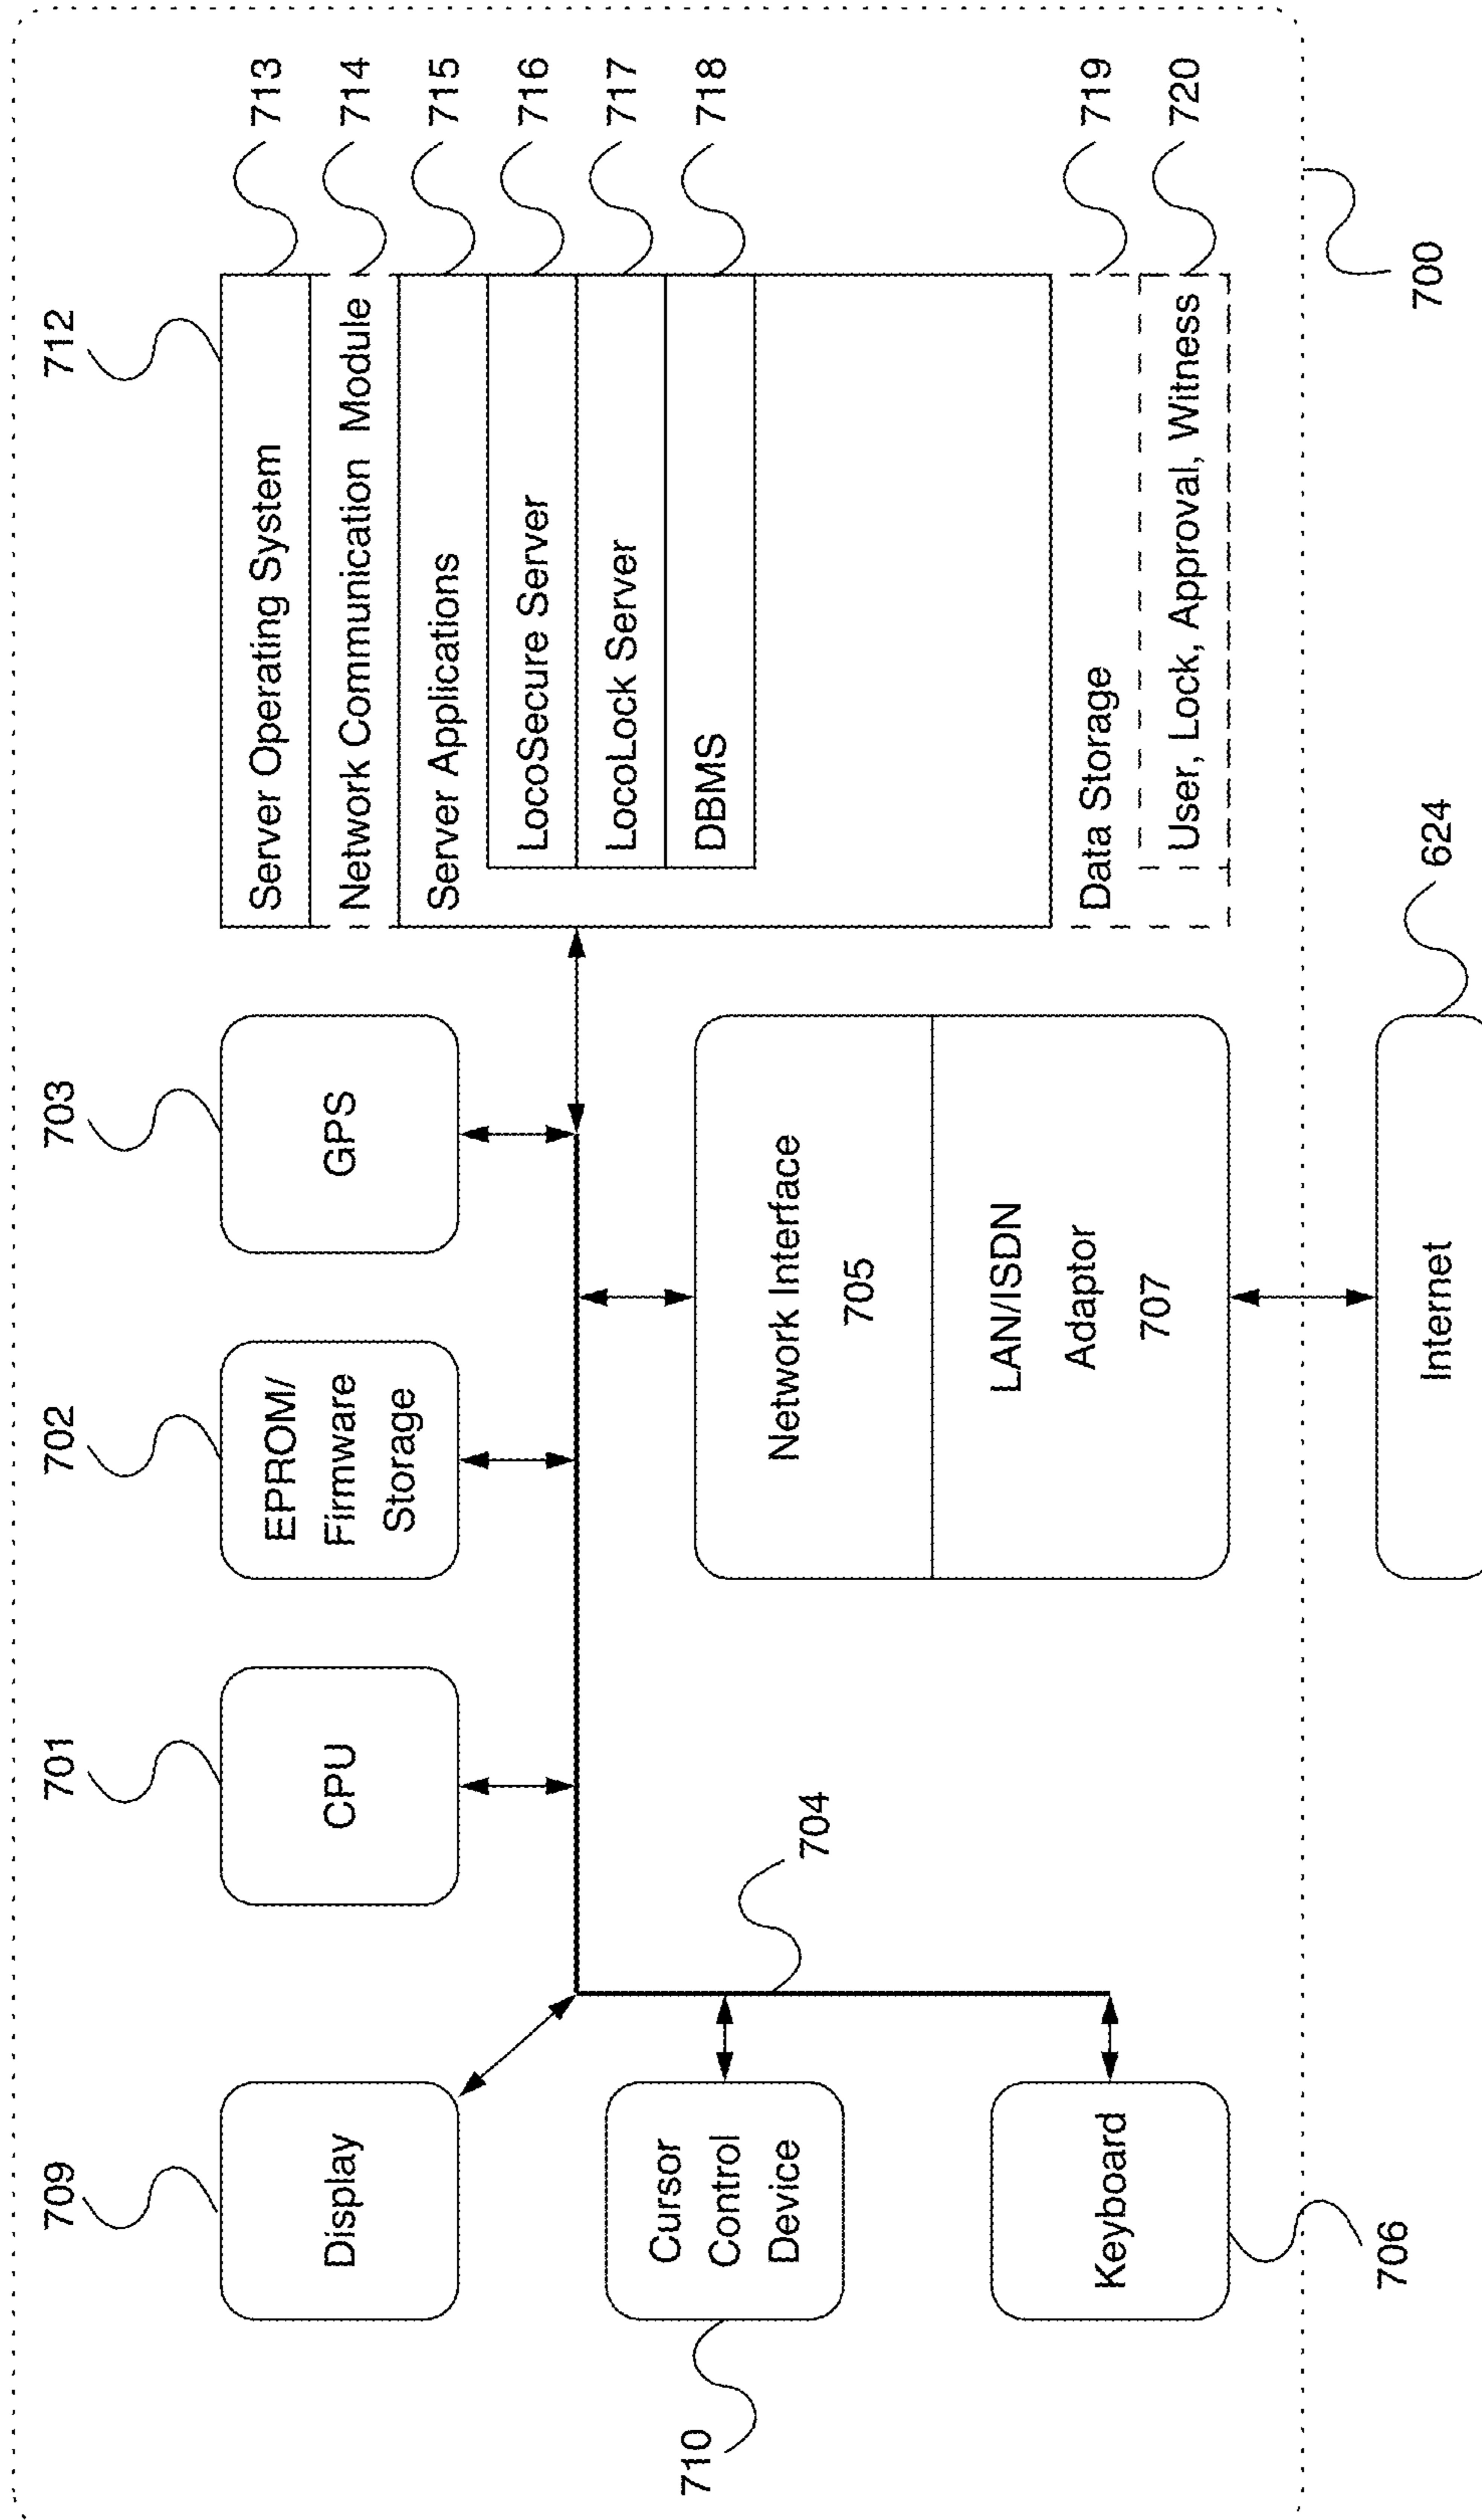 709
701
702
703
712
Display
CPU
EPROM/
Firmware
Storage
GPS
Server Operating System
713
Network Communication Module
714
Server Applications
715
LocoSecure Server
716
LocoLock Server
717
DBMS
718
Cursor
Control
Device
710
704
Network Interface
705
LAN/ISDN
Adaptor
707
Data Storage
719
User, Lock, Approval, Witness
720
Keyboard
706
Internet
624
700